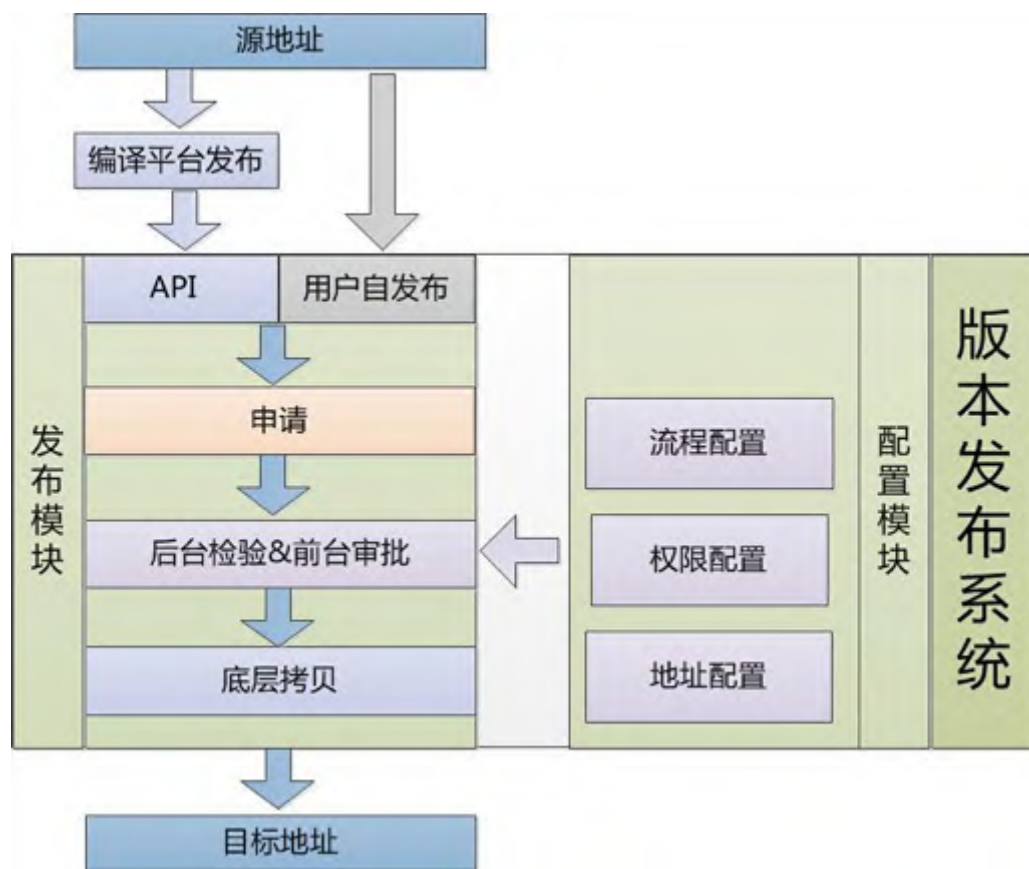 源地址
编译平台发布
API
用户自发布
发布模块
申请
后台检验&前台审批
底层拷贝
流程配置
权限配置
地址配置
配置模块
版本发布系统
目标地址